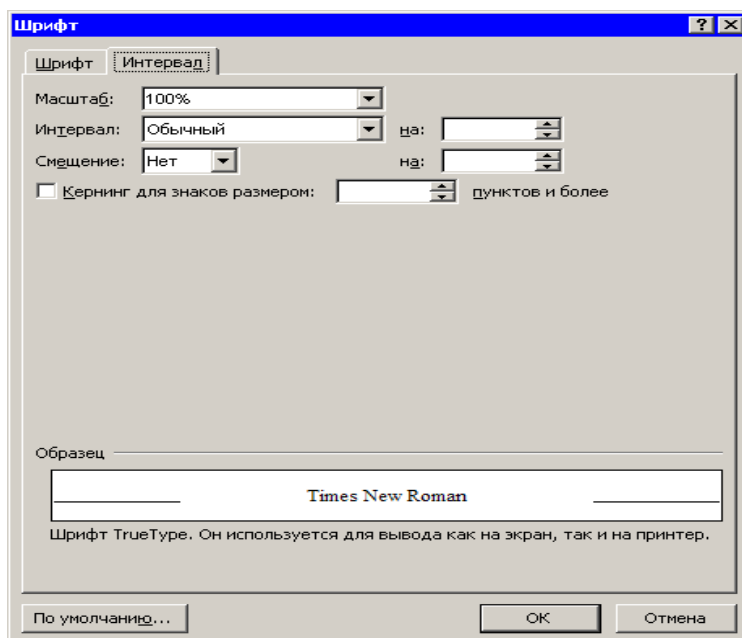 Шрифт
Шрифт Интервал
Масштаб: 100%
Интервал: Обычный на:
Смещение: Нет на:
Кернинг для знаков размером: пунктов и более
Образец
Times New Roman
Шрифт TrueType. Он используется для вывода как на экран, так и на принтер.
По умолчанию... ОК Отмена